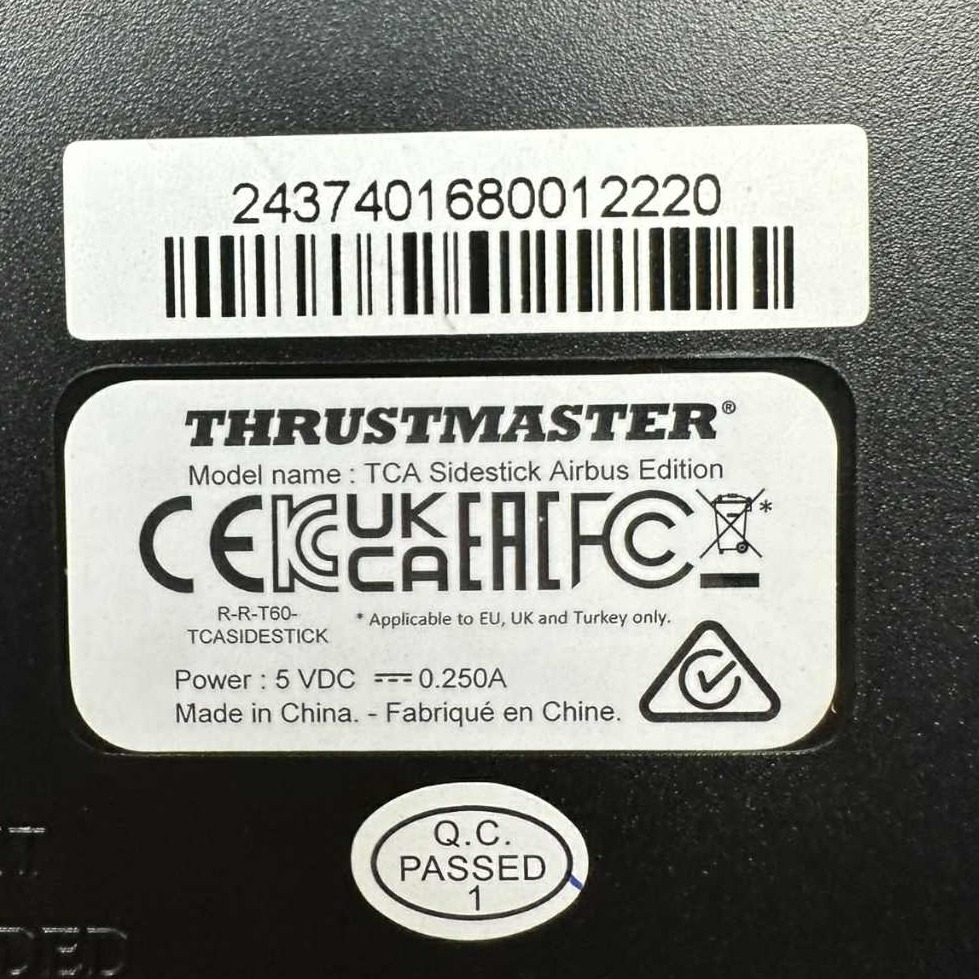 2437401680012220
THRUSTMASTER®
Model name : TCA Sidestick Airbus Edition
CE KC UK CA EAC FC *
R-R-T60-
TCASIDESTICK
* Applicable to EU, UK and Turkey only.
Power : 5 VDC ⎓ 0.250A
Made in China. - Fabriqué en Chine.
Q.C.
PASSED
1